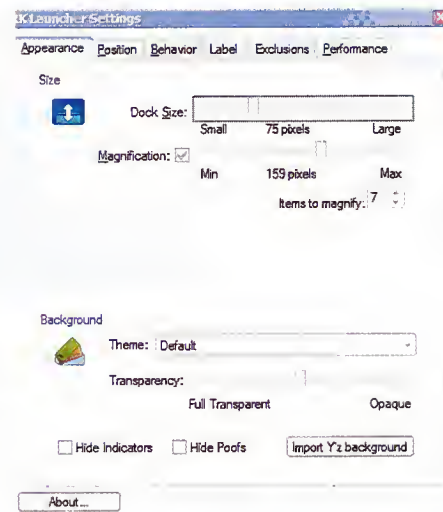 RK Launcher Settings
Appearance Position Behavior Label Exclusions Performance
Size
Dock Size:
Small 75 pixels Large
Magnification:
Min 159 pixels Max
Items to magnify: 7
Background
Theme: Default
Transparency:
Full Transparent Opaque
Hide Indicators Hide Poofs Import Y'z background
About...